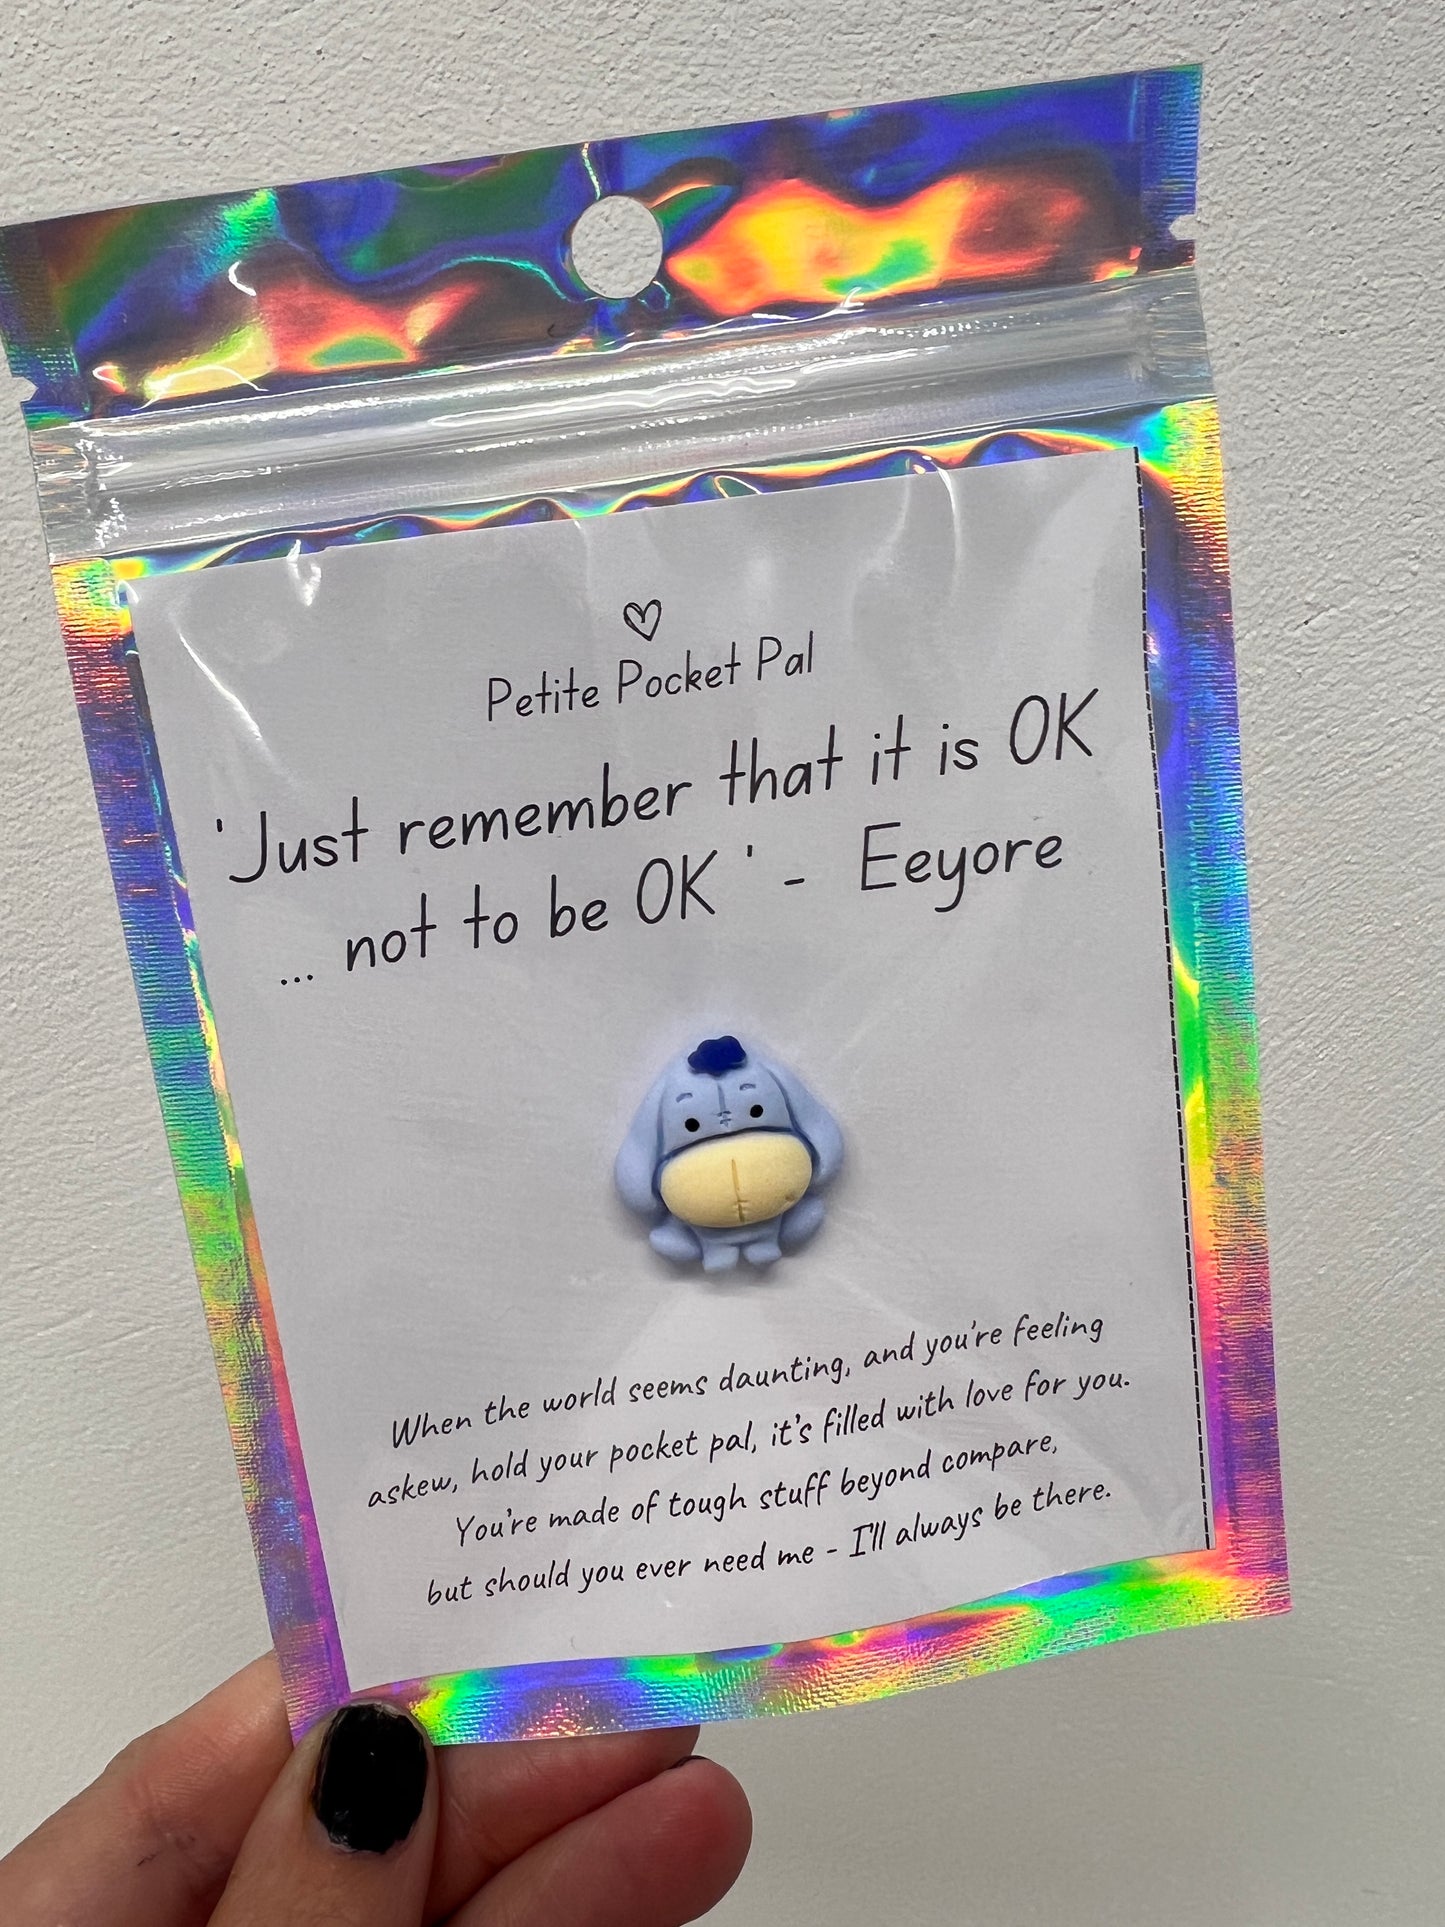 Petite Pocket Pal
'Just remember that it is OK
... not to be OK ' - Eeyore
When the world seems daunting, and you're feeling
askew, hold your pocket pal, it's filled with love for you.
You're made of tough stuff beyond compare,
but should you ever need me - I'll always be there.